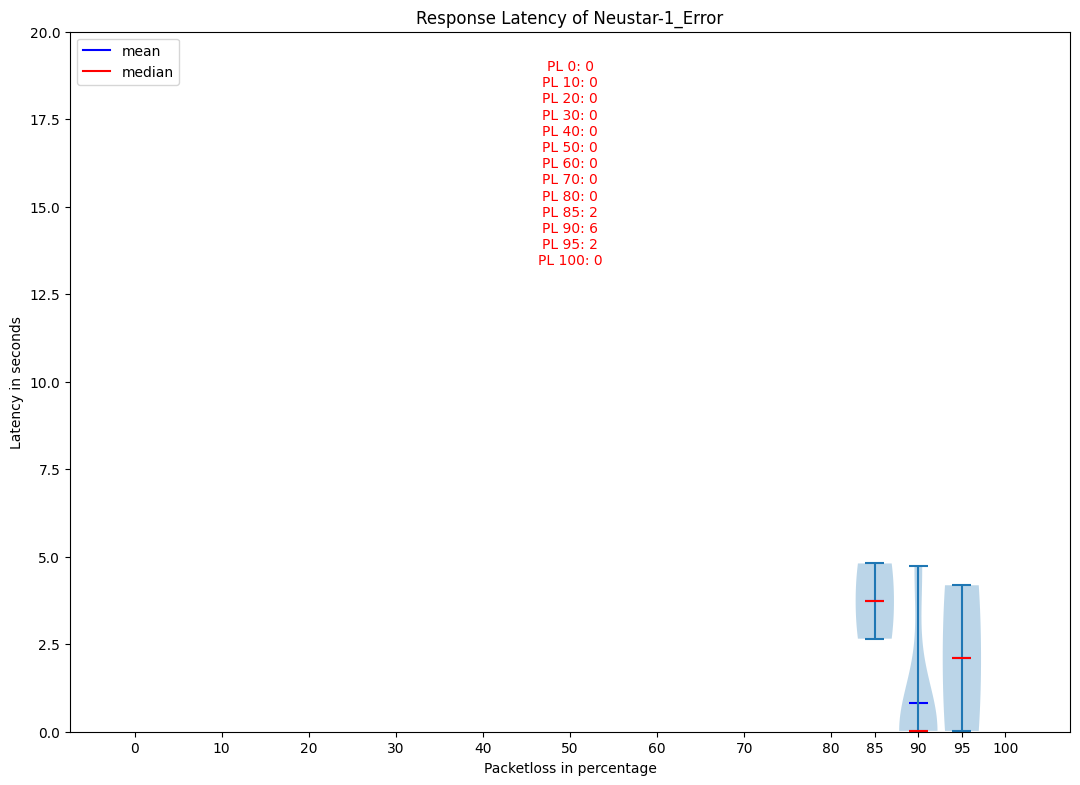 Response Latency of Neustar-1_Error
mean
median
PL 0: 0
PL 10: 0
PL 20: 0
PL 30: 0
PL 40: 0
PL 50: 0
PL 60: 0
PL 70: 0
PL 80: 0
PL 85: 2
PL 90: 6
PL 95: 2
PL 100: 0
Latency in seconds
20.0
17.5
15.0
12.5
10.0
7.5
5.0
2.5
0.0
0 10 20 30 40 50 60 70 80 85 90 95 100
Packetloss in percentage